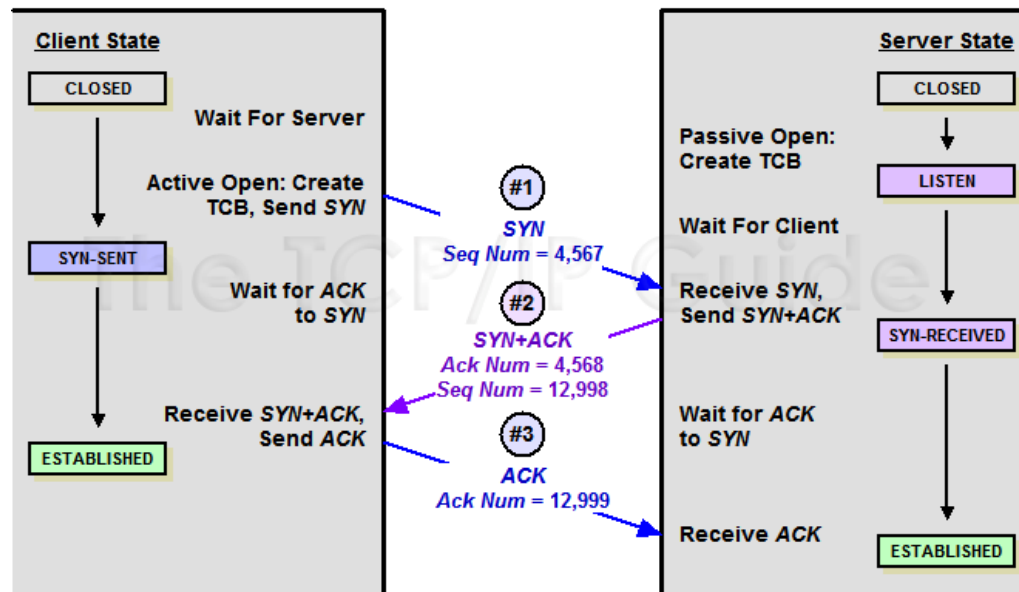 Client State
CLOSED
Wait For Server
Active Open: Create
TCB, Send SYN
SYN-SENT
Wait for ACK
to SYN
Receive SYN+ACK,
Send ACK
ESTABLISHED
#1
SYN
Seq Num = 4,567
#2
SYN+ACK
Ack Num = 4,568
Seq Num = 12,998
#3
ACK
Ack Num = 12,999
Server State
CLOSED
Passive Open:
Create TCB
LISTEN
Wait For Client
Receive SYN,
Send SYN+ACK
SYN-RECEIVED
Wait for ACK
to SYN
Receive ACK
ESTABLISHED
The TCP/IP Guide